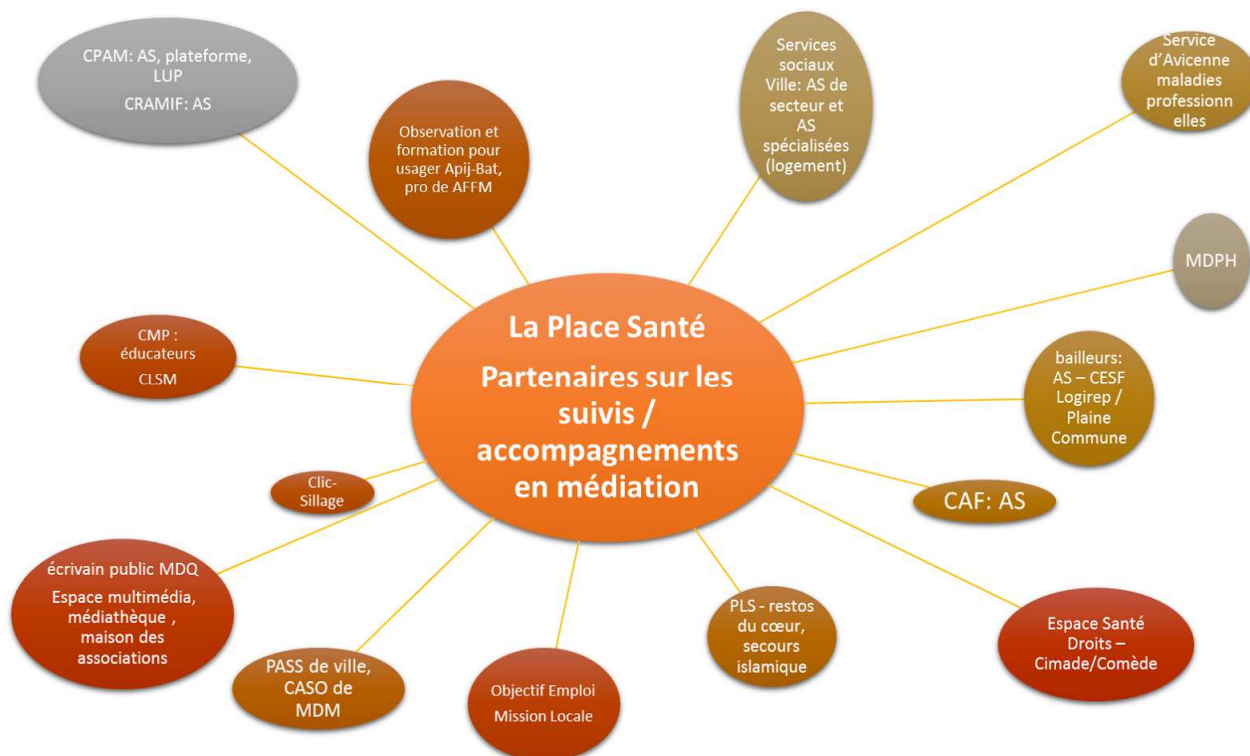 CPAM: AS, plateforme,
LUP
CRAMIF: AS
Observation et
formation pour
usager Apij-Bat,
pro de AFFM
Services
sociaux
Ville: AS de
secteur et
AS
spécialisées
(logement)
Service
d'Avicenne
maladies
professionn
elles
MDPH
La Place Santé
Partenaires sur les
suivis /
accompagnements
en médiation
CMP :
éducateurs
CLSM
bailleurs:
AS – CESF
Logirep /
Plaine
Commune
Clic-
Sillage
CAF: AS
écrivain public MDQ
Espace multimédia,
médiathèque ,
maison des
associations
PASS de ville,
CASO de
MDM
Objectif Emploi
Mission Locale
PLS - restos
du cœur,
secours
islamique
Espace Santé
Droits –
Cimade/Comède